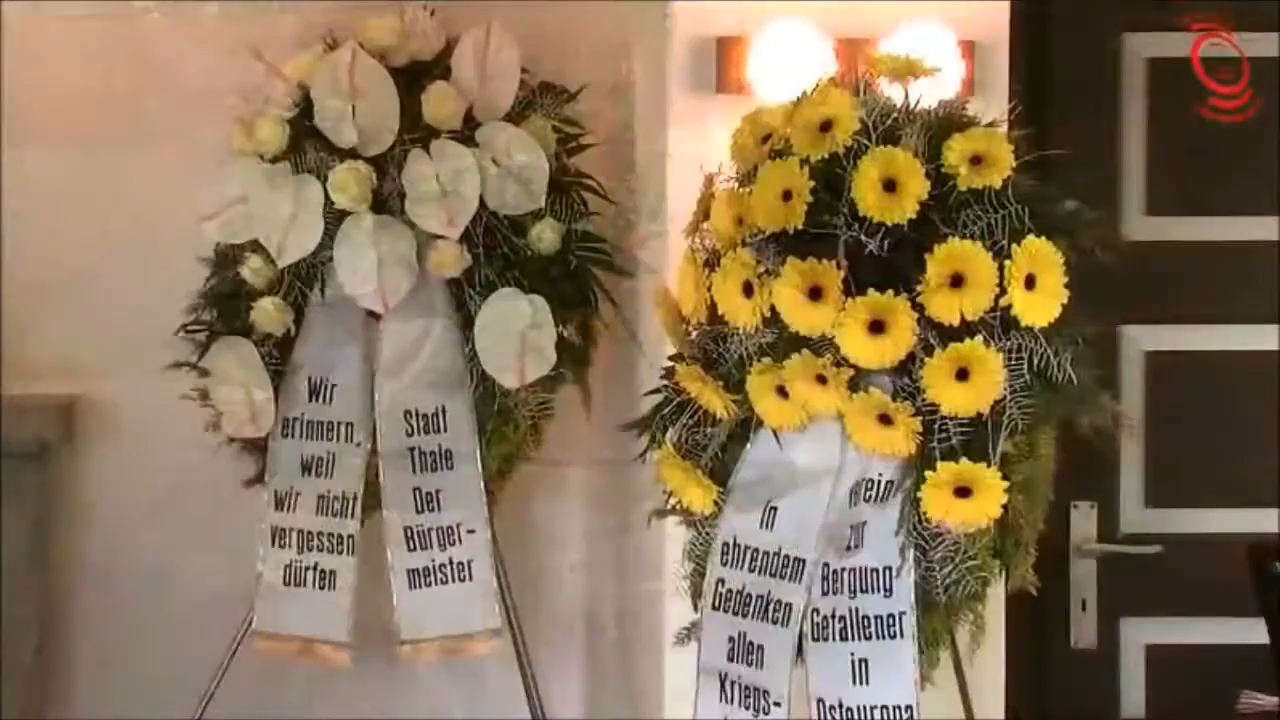 Wir
erinnern,
weil
wir nicht
vergessen
dürfen
Stadt
Thale
Der
Bürger-
meister
In
ehrendem
Gedenken
allen
Kriegs-
Verein
zur
Bergung
Gefallener
in
Osteuropa